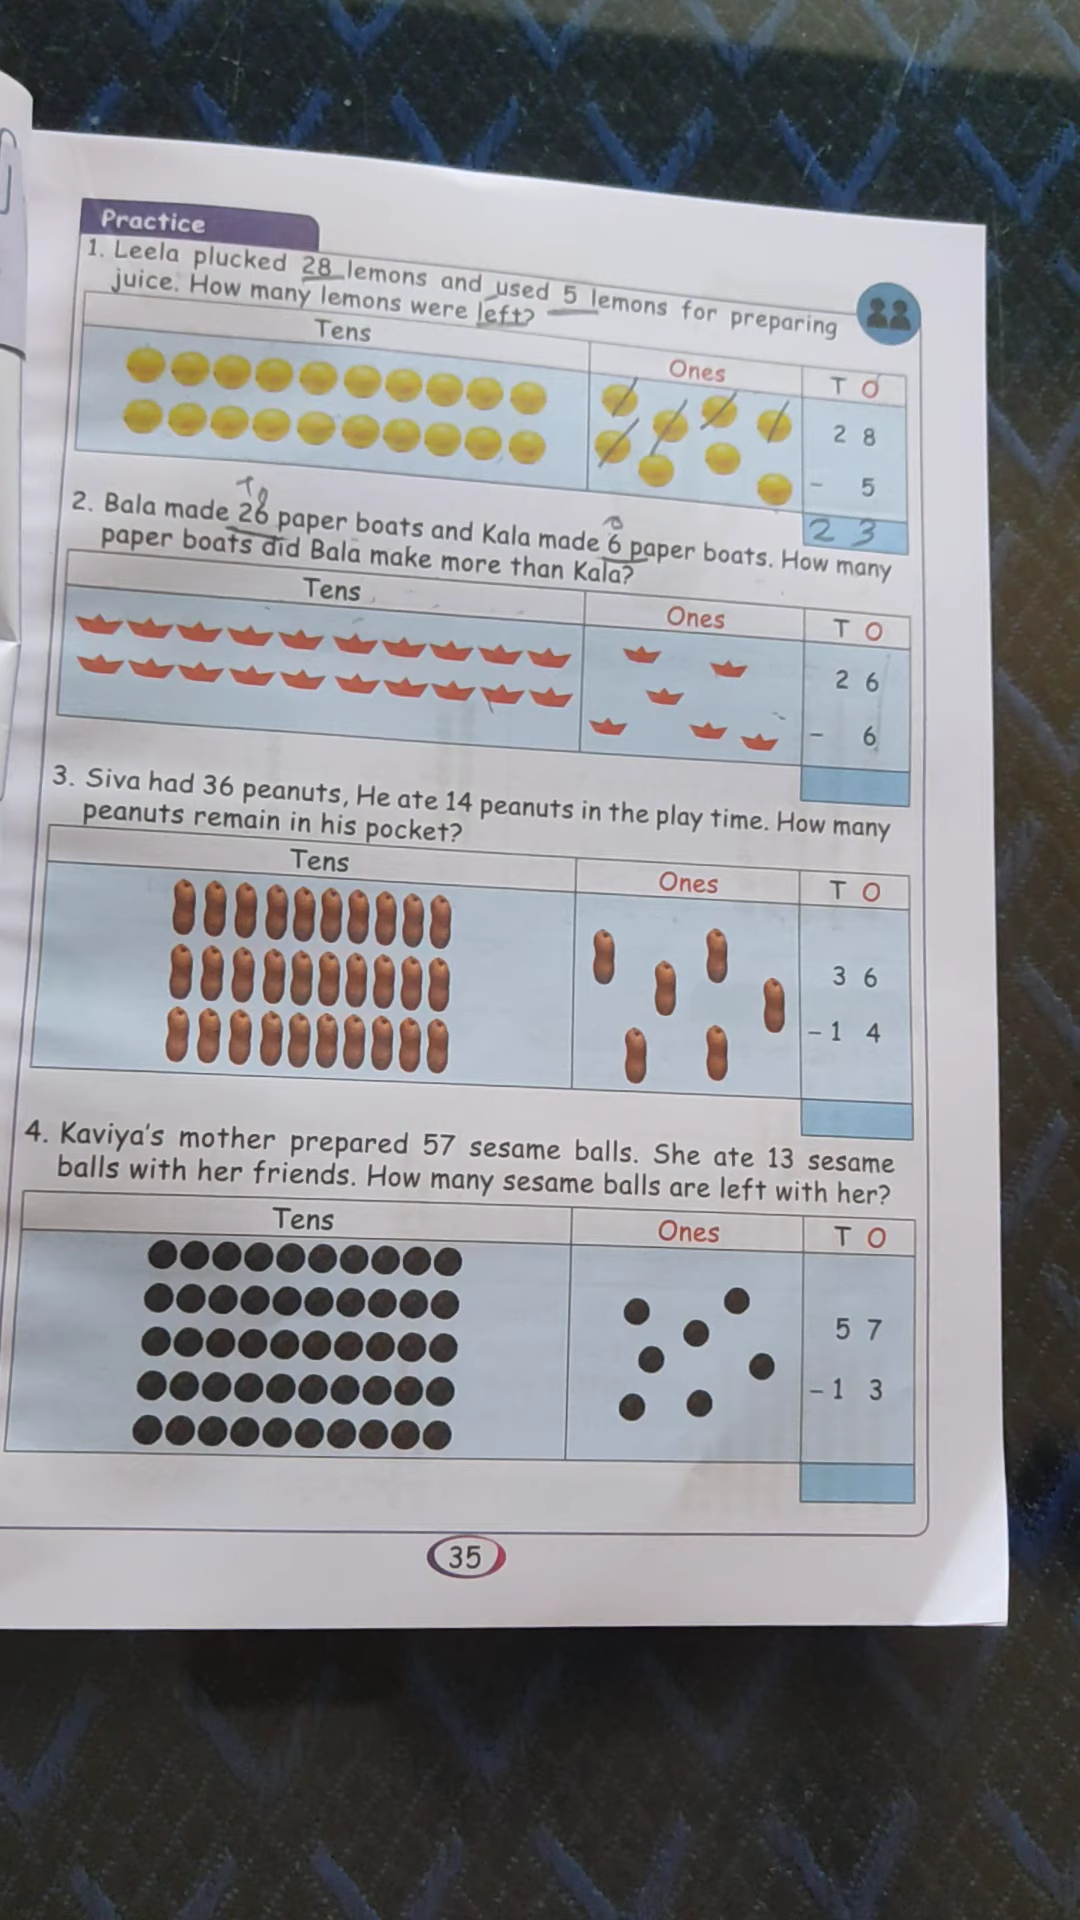 Practice
1. Leela plucked 28 lemons and used 5 lemons for preparing
juice. How many lemons were left?
Tens Ones T O
2 8
- 5
2 3
T O O
2. Bala made 26 paper boats and Kala made 6 paper boats. How many
paper boats did Bala make more than Kala?
Tens Ones T O
2 6
- 6
3. Siva had 36 peanuts, He ate 14 peanuts in the play time. How many
peanuts remain in his pocket?
Tens Ones T O
3 6
- 1 4
4. Kaviya's mother prepared 57 sesame balls. She ate 13 sesame
balls with her friends. How many sesame balls are left with her?
Tens Ones T O
5 7
- 1 3
35